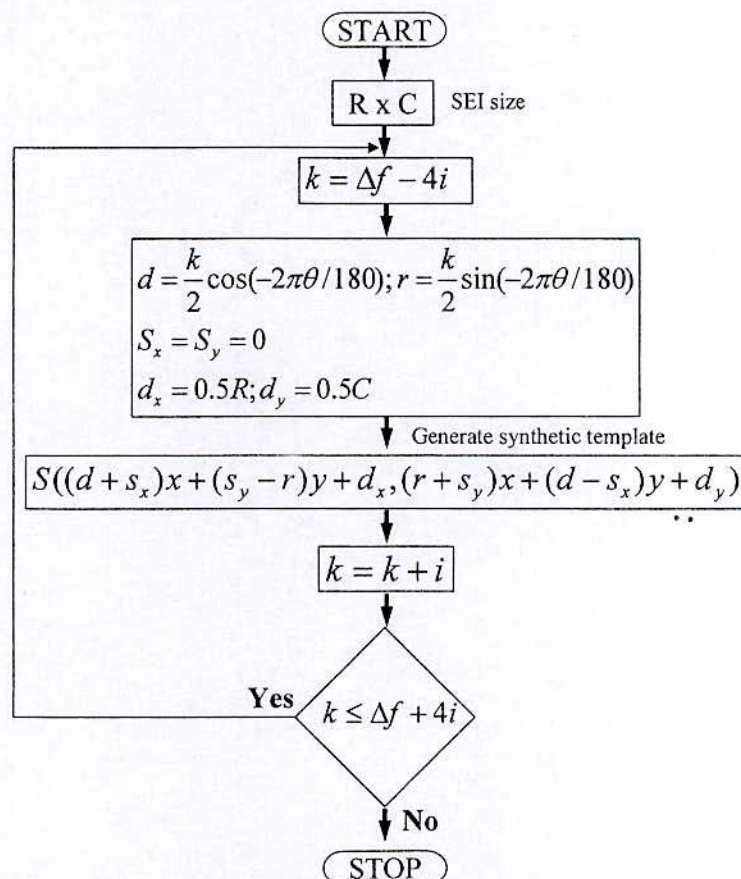 START
R x C
SEI size
k = Δf − 4i
d = k/2 cos(−2πθ/180); r = k/2 sin(−2πθ/180)
S_x = S_y = 0
d_x = 0.5R; d_y = 0.5C
Generate synthetic template
S((d + s_x)x + (s_y − r)y + d_x, (r + s_y)x + (d − s_x)y + d_y)
k = k + i
Yes
k ≤ Δf + 4i
No
STOP